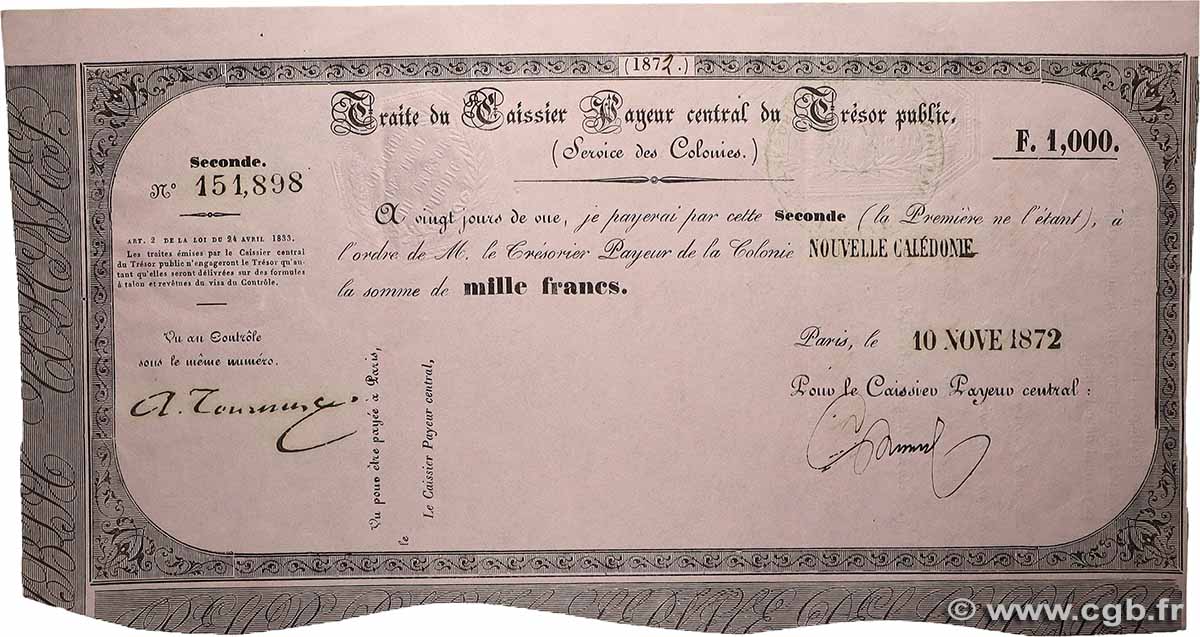 (1872.)
Traite du Caissier Payeur central du Trésor public.
(Service des Colonies.)
F. 1,000.
Seconde.
N° 151,898
ART. 2 DE LA LOI DU 24 AVRIL 1833.
Les traites émises par le Caissier central
du Trésor public n'engageront le Trésor qu'au-
tant qu'elles seront délivrées sur des formules
à talon et revêtues du visa du Contrôle.
Vu au Contrôle
sous le même numéro.
A vingt jours de vue, je payerai par cette Seconde (la Première ne l'étant), à
l'ordre de M. le Trésorier Payeur de la Colonie NOUVELLE CALÉDONIE
la somme de mille francs.
Vu pour être payée à Paris,
le
Le Caissier Payeur central,
Paris, le 10 NOVE 1872
Pour le Caissier Payeur central :
© www.cgb.fr